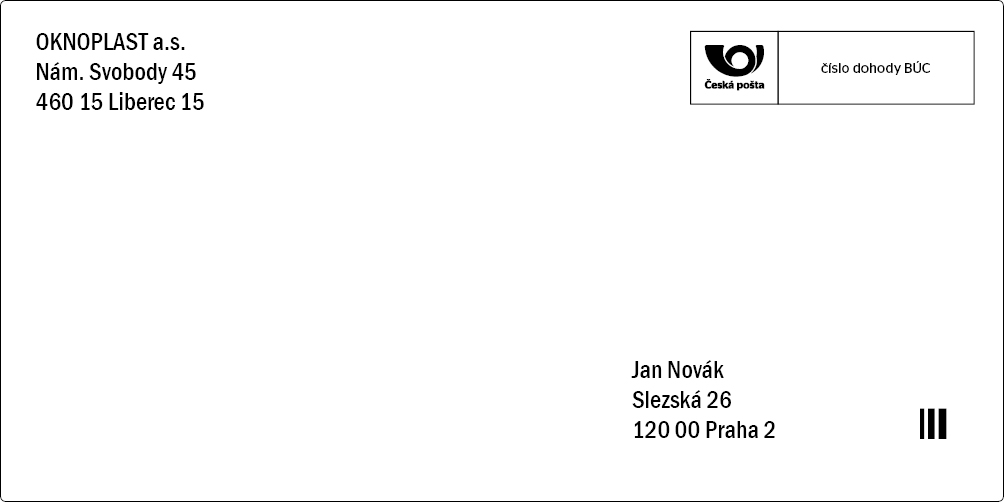 OKNOPLAST a.s.
Nám. Svobody 45
460 15 Liberec 15
Česká pošta
číslo dohody BÚC
Jan Novák
Slezská 26
120 00 Praha 2